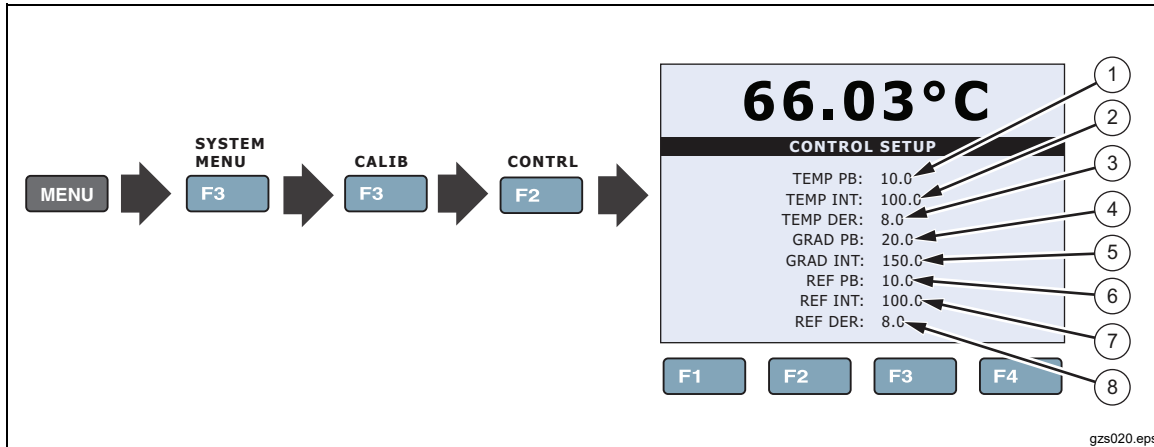 MENU
SYSTEM
MENU
F3
CALIB
F3
CONTRL
F2
66.03°C
CONTROL SETUP
TEMP PB: 10.0
TEMP INT: 100.0
TEMP DER: 8.0
GRAD PB: 20.0
GRAD INT: 150.0
REF PB: 10.0
REF INT: 100.0
REF DER: 8.0
F1 F2 F3 F4
1
2
3
4
5
6
7
8
gzs020.eps